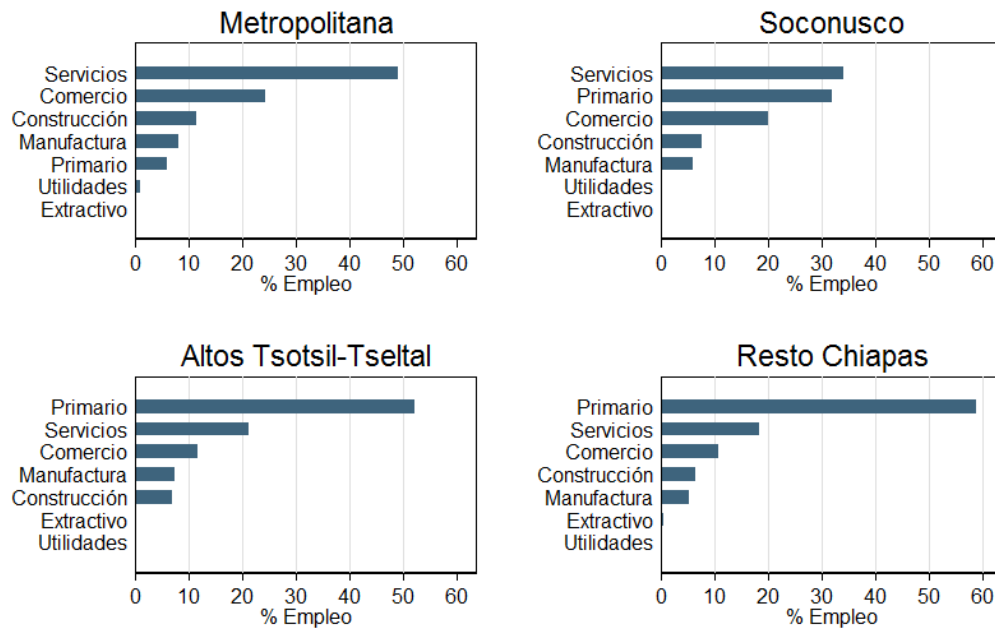 Metropolitana
Servicios
Comercio
Construcción
Manufactura
Primario
Utilidades
Extractivo
0 10 20 30 40 50 60
% Empleo
Soconusco
Servicios
Primario
Comercio
Construcción
Manufactura
Utilidades
Extractivo
0 10 20 30 40 50 60
% Empleo
Altos Tsotsil-Tseltal
Primario
Servicios
Comercio
Manufactura
Construcción
Extractivo
Utilidades
0 10 20 30 40 50 60
% Empleo
Resto Chiapas
Primario
Servicios
Comercio
Construcción
Manufactura
Extractivo
Utilidades
0 10 20 30 40 50 60
% Empleo